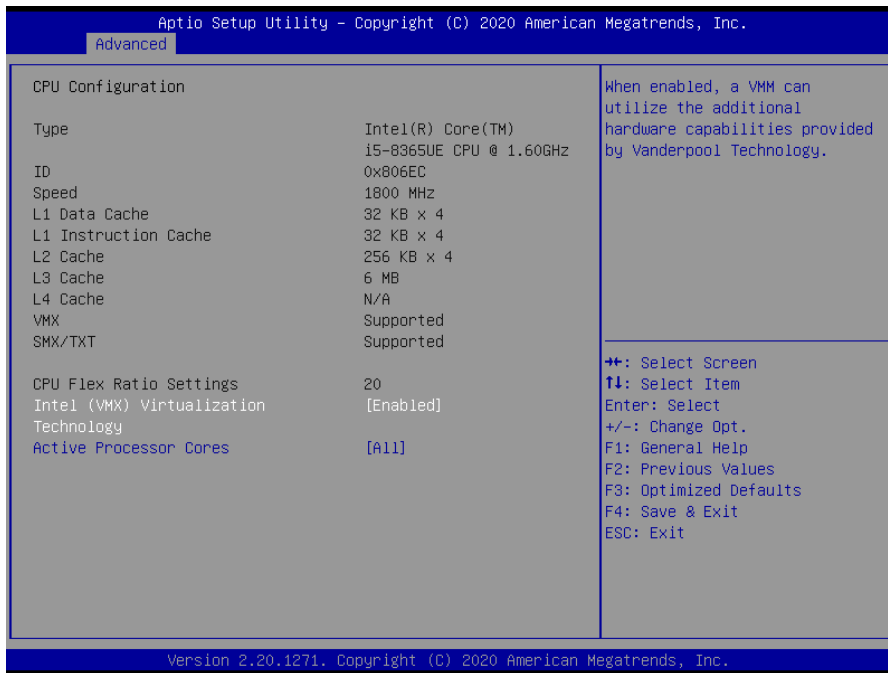 Aptio Setup Utility – Copyright (C) 2020 American Megatrends, Inc.
Advanced
CPU Configuration
Type Intel(R) Core(TM)
i5-8365UE CPU @ 1.60GHz
ID 0x806EC
Speed 1800 MHz
L1 Data Cache 32 KB x 4
L1 Instruction Cache 32 KB x 4
L2 Cache 256 KB x 4
L3 Cache 6 MB
L4 Cache N/A
VMX Supported
SMX/TXT Supported
CPU Flex Ratio Settings 20
Intel (VMX) Virtualization [Enabled]
Technology
Active Processor Cores [All]
When enabled, a VMM can
utilize the additional
hardware capabilities provided
by Vanderpool Technology.
→←: Select Screen
↑↓: Select Item
Enter: Select
+/-: Change Opt.
F1: General Help
F2: Previous Values
F3: Optimized Defaults
F4: Save & Exit
ESC: Exit
Version 2.20.1271. Copyright (C) 2020 American Megatrends, Inc.